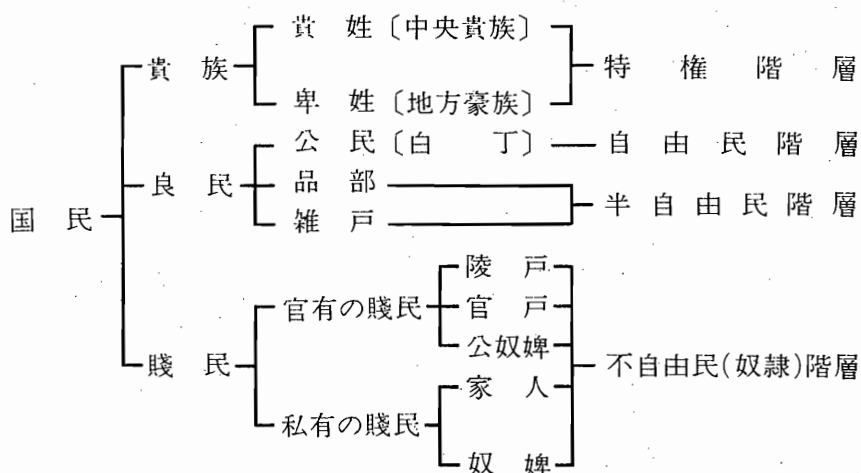 貴姓〔中央貴族〕
貴族
特権階層
卑姓〔地方豪族〕
公民〔白丁〕
自由民階層
良民
品部
半自由民階層
国民
雑戸
陵戸
官有の賤民
官戸
公奴婢
賤民
不自由民(奴隷)階層
家人
私有の賤民
奴婢